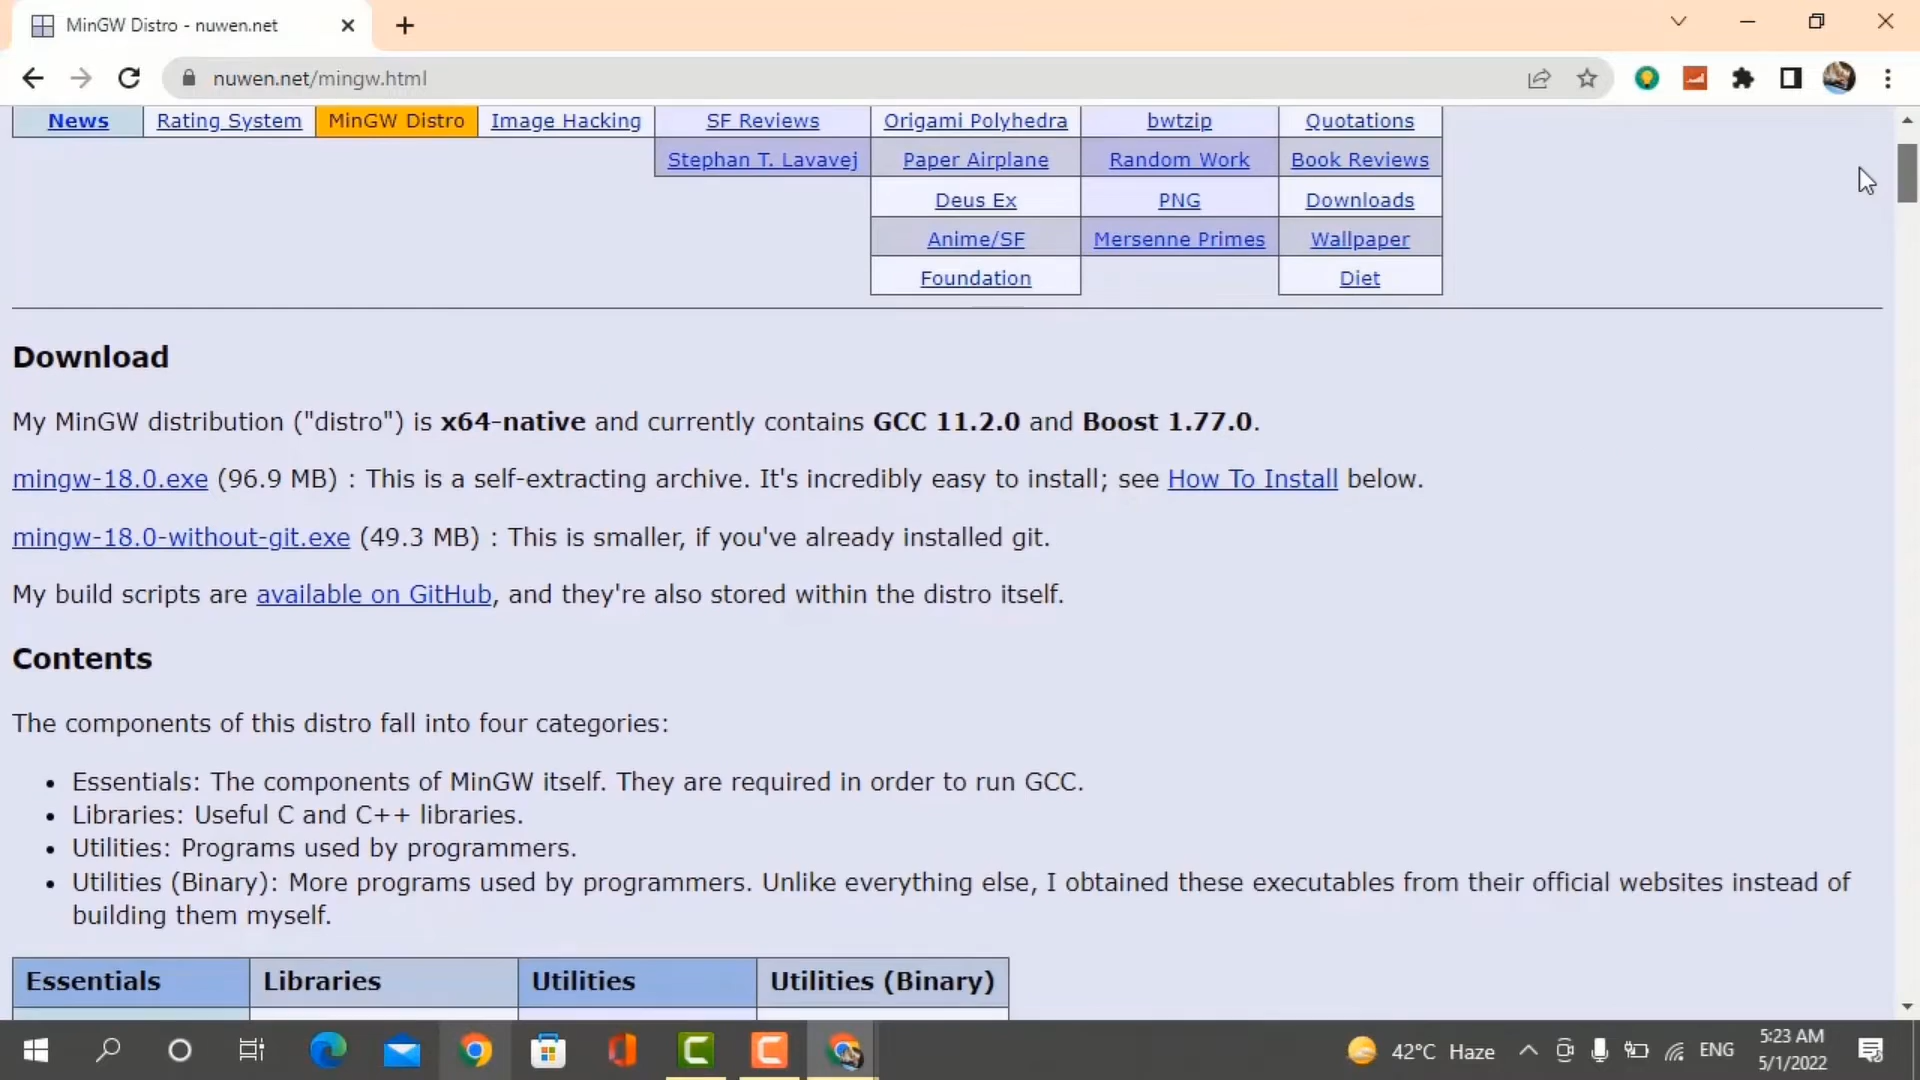 MinGW Distro - nuwen.net
nuwen.net/mingw.html
News Rating System MinGW Distro Image Hacking SF Reviews Origami Polyhedra bwtzip Quotations
Stephan T. Lavavej Paper Airplane Random Work Book Reviews
Deus Ex PNG Downloads
Anime/SF Mersenne Primes Wallpaper
Foundation Diet
Download
My MinGW distribution ("distro") is x64-native and currently contains GCC 11.2.0 and Boost 1.77.0.
mingw-18.0.exe (96.9 MB) : This is a self-extracting archive. It's incredibly easy to install; see How To Install below.
mingw-18.0-without-git.exe (49.3 MB) : This is smaller, if you've already installed git.
My build scripts are available on GitHub, and they're also stored within the distro itself.
Contents
The components of this distro fall into four categories:
• Essentials: The components of MinGW itself. They are required in order to run GCC.
• Libraries: Useful C and C++ libraries.
• Utilities: Programs used by programmers.
• Utilities (Binary): More programs used by programmers. Unlike everything else, I obtained these executables from their official websites instead of
building them myself.
Essentials Libraries Utilities Utilities (Binary)
42°C Haze ENG 5:23 AM
5/1/2022